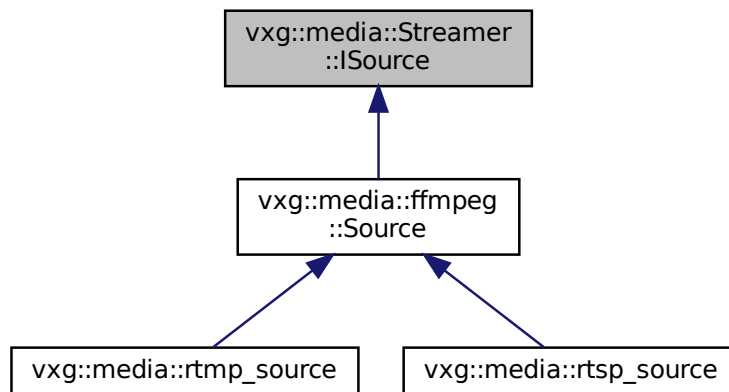 vxg::media::Streamer
::ISource
vxg::media::ffmpeg
::Source
vxg::media::rtmp_source
vxg::media::rtsp_source